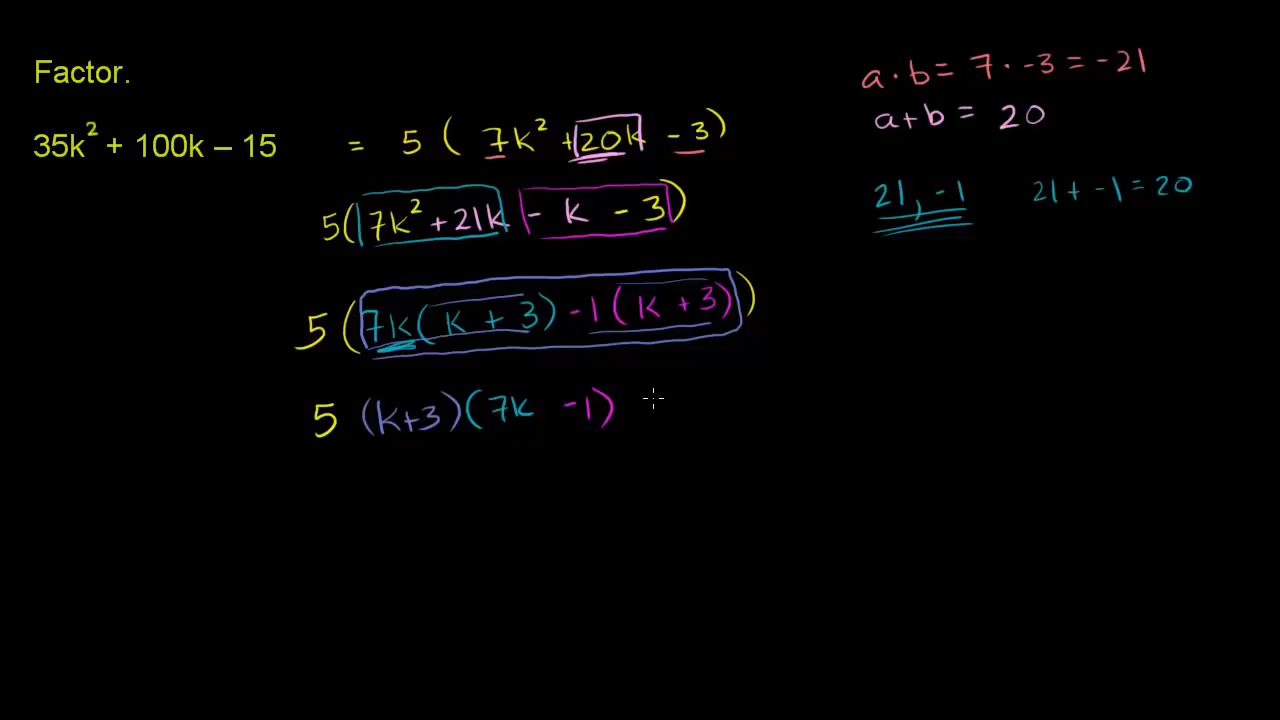 Factor.
35k² + 100k – 15 = 5 ( 7k² + 20k - 3)
5(7k² + 21k - k - 3)
5 (7k(k + 3) -1 (k + 3))
5 (k+3)(7k -1)
a · b = 7 · -3 = -21
a + b = 20
21, -1 21 + -1 = 20